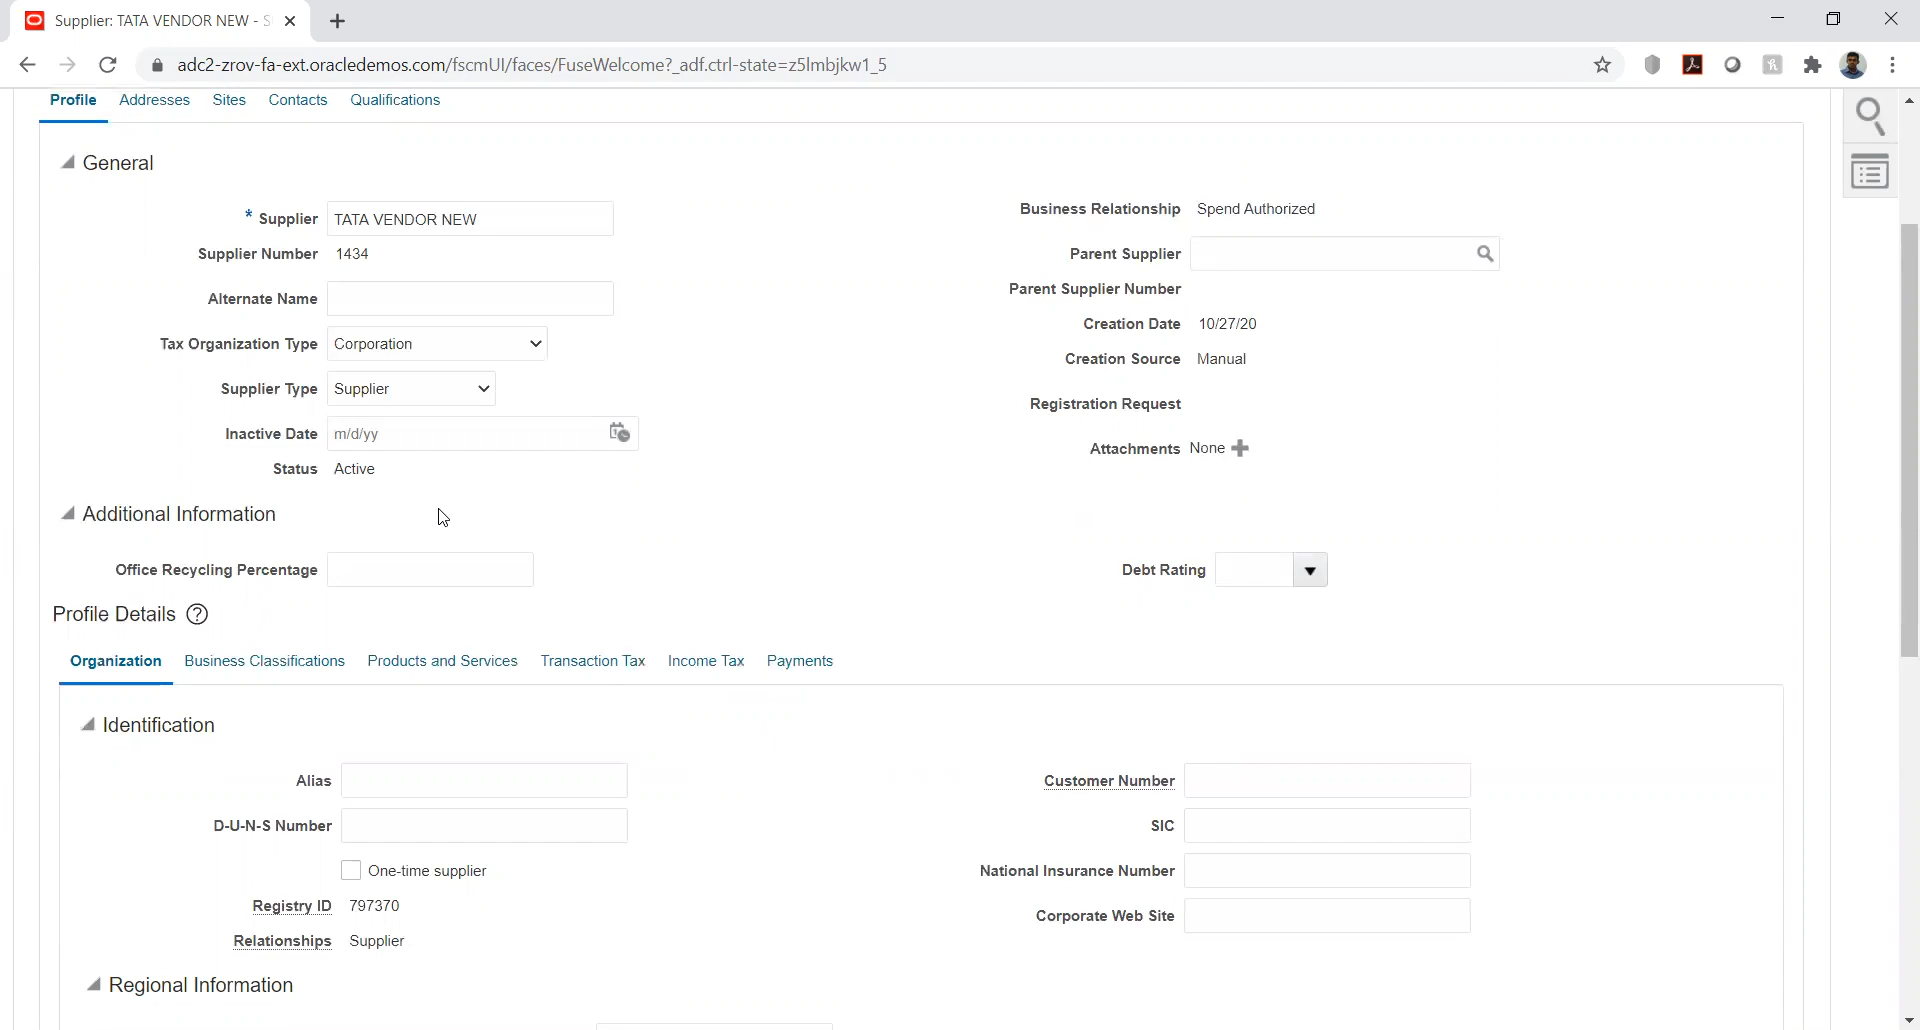 Supplier: TATA VENDOR NEW - S
adc2-zrov-fa-ext.oracledemos.com/fscmUI/faces/FuseWelcome?_adf.ctrl-state=z5lmbjkw1_5
Profile Addresses Sites Contacts Qualifications
General
* Supplier TATA VENDOR NEW
Business Relationship Spend Authorized
Supplier Number 1434
Parent Supplier
Parent Supplier Number
Alternate Name
Creation Date 10/27/20
Tax Organization Type Corporation
Creation Source Manual
Supplier Type Supplier
Registration Request
Inactive Date m/d/yy
Attachments None
Status Active
Additional Information
Office Recycling Percentage
Debt Rating
Profile Details ?
Organization Business Classifications Products and Services Transaction Tax Income Tax Payments
Identification
Alias
Customer Number
D-U-N-S Number
SIC
One-time supplier
National Insurance Number
Registry ID 797370
Corporate Web Site
Relationships Supplier
Regional Information